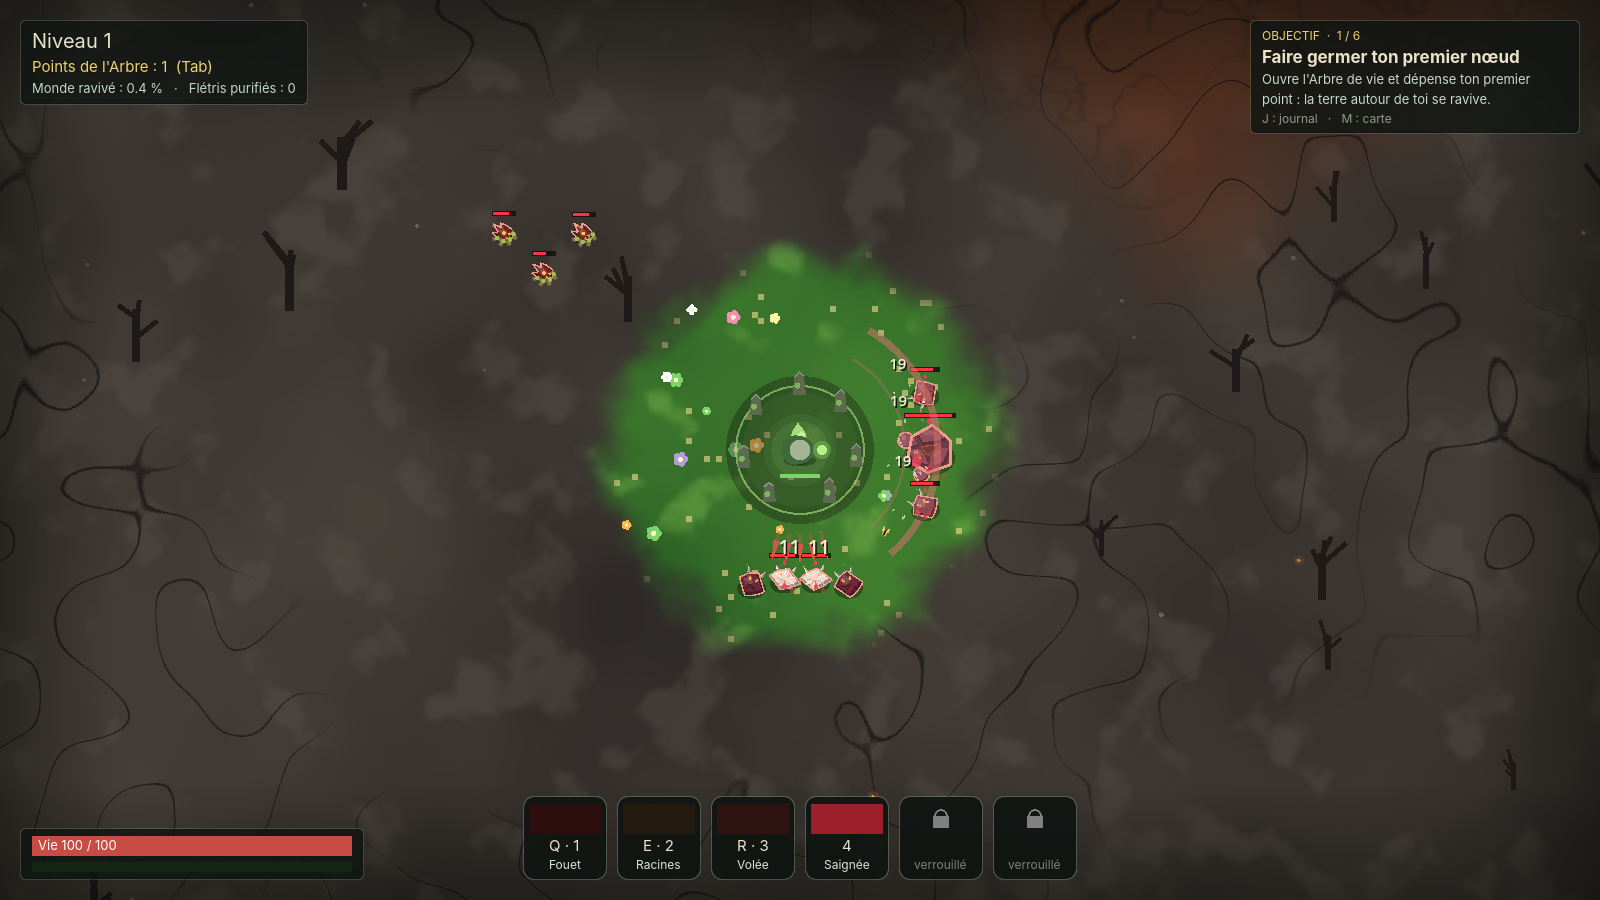 Niveau 1
Points de l'Arbre : 1 (Tab)
Monde ravivé : 0.4 % · Flétris purifiés : 0
OBJECTIF · 1 / 6
Faire germer ton premier nœud
Ouvre l'Arbre de vie et dépense ton premier
point : la terre autour de toi se ravive.
J : journal · M : carte
19
19
19
11 11
Vie 100 / 100
Q · 1
Fouet
E · 2
Racines
R · 3
Volée
4
Saignée
verrouillé
verrouillé